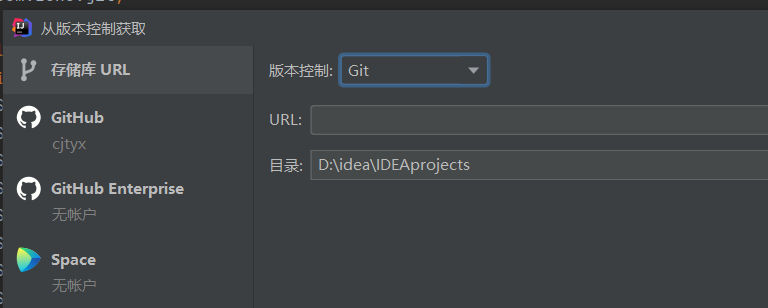 从版本控制获取
存储库 URL
版本控制: Git
GitHub
cjtyx
URL:
目录: D:\idea\IDEAprojects
GitHub Enterprise
无帐户
Space
无帐户